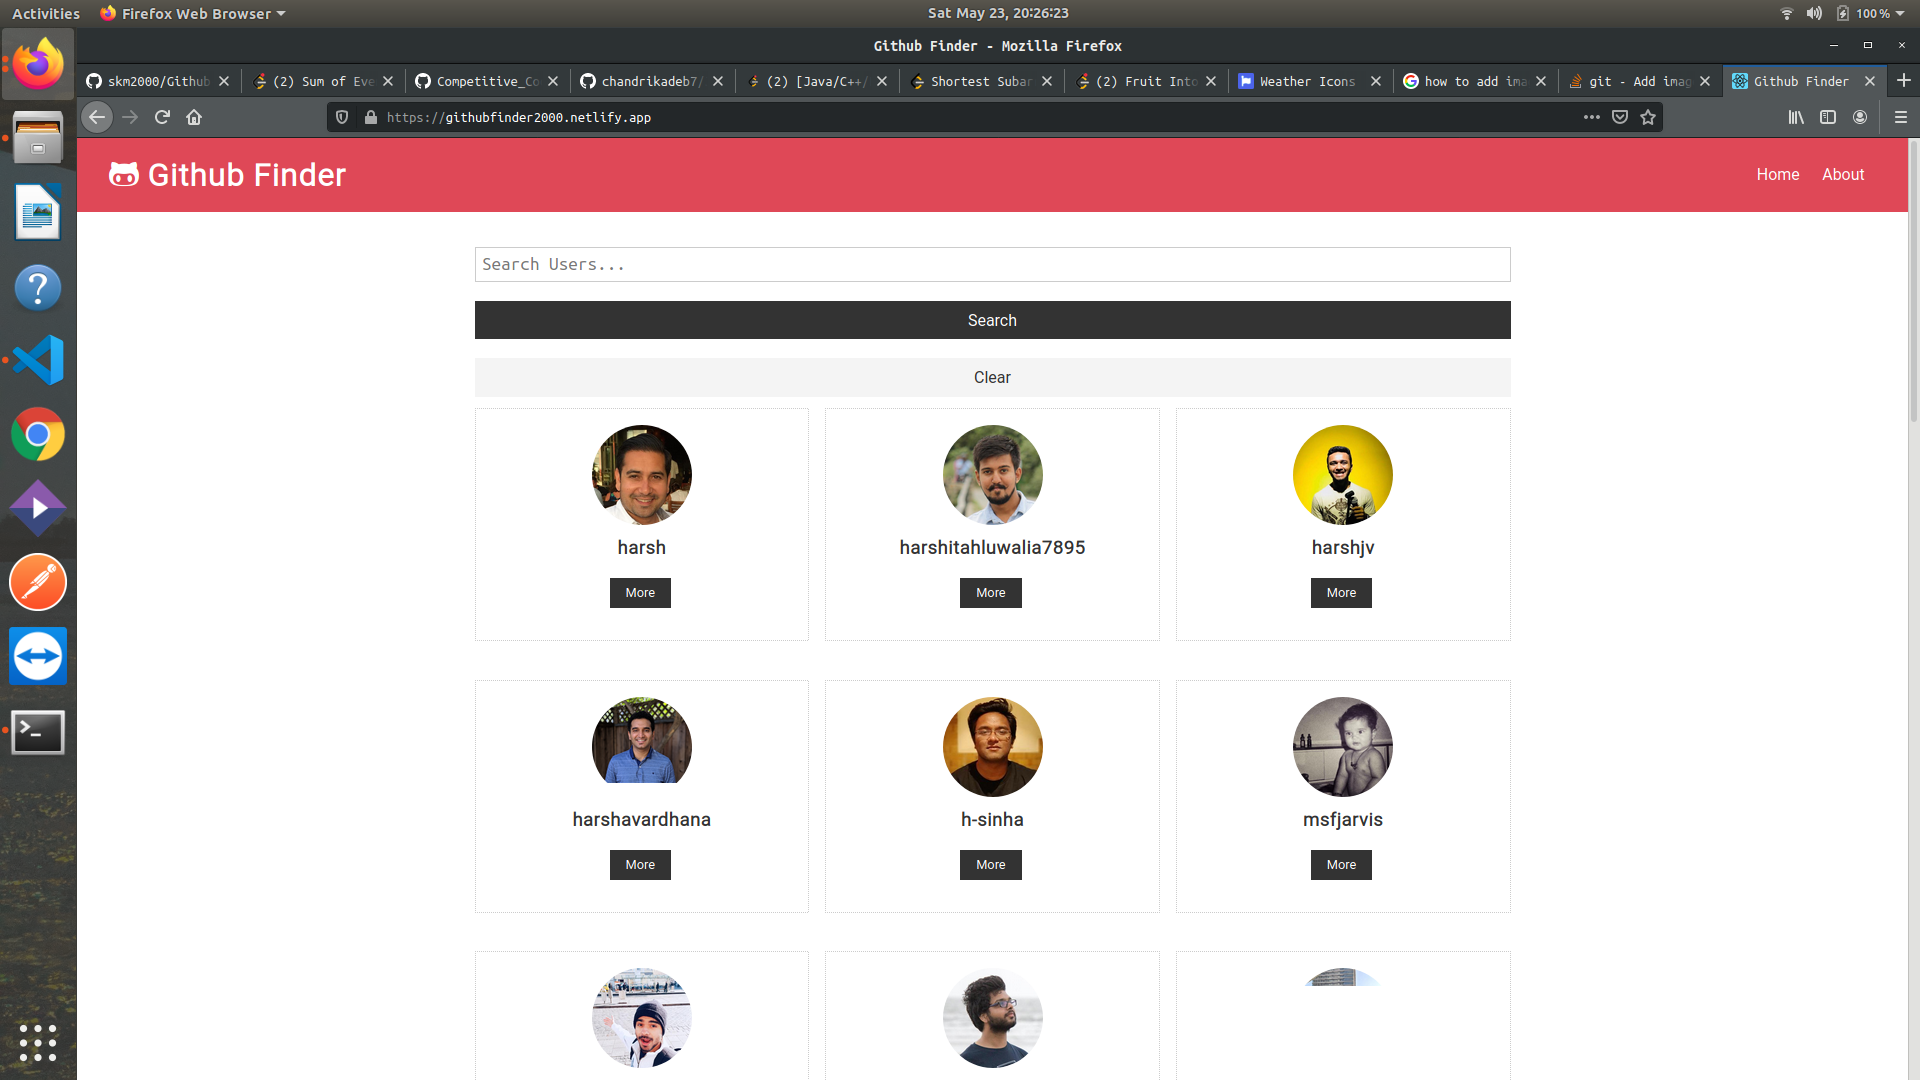 Activities
Firefox Web Browser
Sat May 23, 20:26:23
100 %
Github Finder - Mozilla Firefox
skm2000/Github
(2) Sum of Eve
Competitive_Co
chandrikadeb7/
(2) [Java/C++/
Shortest Subar
(2) Fruit Into
Weather Icons
how to add ima
git - Add imag
Github Finder
https://githubfinder2000.netlify.app
Github Finder
Home
About
Search Users...
Search
Clear
harsh
harshitahluwalia7895
harshjv
More
More
More
harshavardhana
h-sinha
msfjarvis
More
More
More